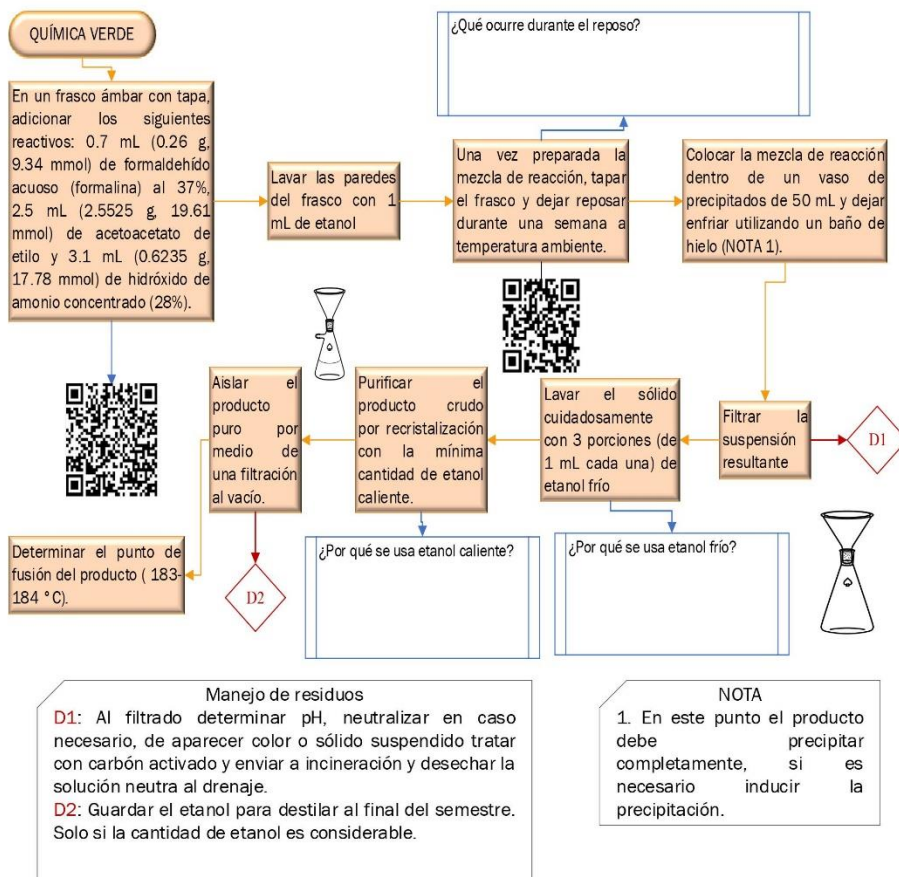 QUÍMICA VERDE
En un frasco ámbar con tapa,
adicionar los siguientes
reactivos: 0.7 mL (0.26 g,
9.34 mmol) de formaldehído
acuoso (formalina) al 37%,
2.5 mL (2.5525 g, 19.61
mmol) de acetoacetato de
etilo y 3.1 mL (0.6235 g,
17.78 mmol) de hidróxido de
amonio concentrado (28%).
Lavar las paredes
del frasco con 1
mL de etanol
¿Qué ocurre durante el reposo?
Una vez preparada la
mezcla de reacción, tapar
el frasco y dejar reposar
durante una semana a
temperatura ambiente.
Colocar la mezcla de reacción
dentro de un vaso de
precipitados de 50 mL y dejar
enfriar utilizando un baño de
hielo (NOTA 1).
Filtrar la
suspensión
resultante
D1
Lavar el sólido
cuidadosamente
con 3 porciones (de
1 mL cada una) de
etanol frío
¿Por qué se usa etanol frío?
Purificar el
producto crudo
por recristalización
con la mínima
cantidad de etanol
caliente.
¿Por qué se usa etanol caliente?
Aislar el
producto
puro por
medio de
una filtración
al vacío.
D2
Determinar el punto de
fusión del producto ( 183-
184 °C).
Manejo de residuos
D1: Al filtrado determinar pH, neutralizar en caso
necesario, de aparecer color o sólido suspendido tratar
con carbón activado y enviar a incineración y desechar la
solución neutra al drenaje.
D2: Guardar el etanol para destilar al final del semestre.
Solo si la cantidad de etanol es considerable.
NOTA
1. En este punto el producto
debe precipitar
completamente, si es
necesario inducir la
precipitación.